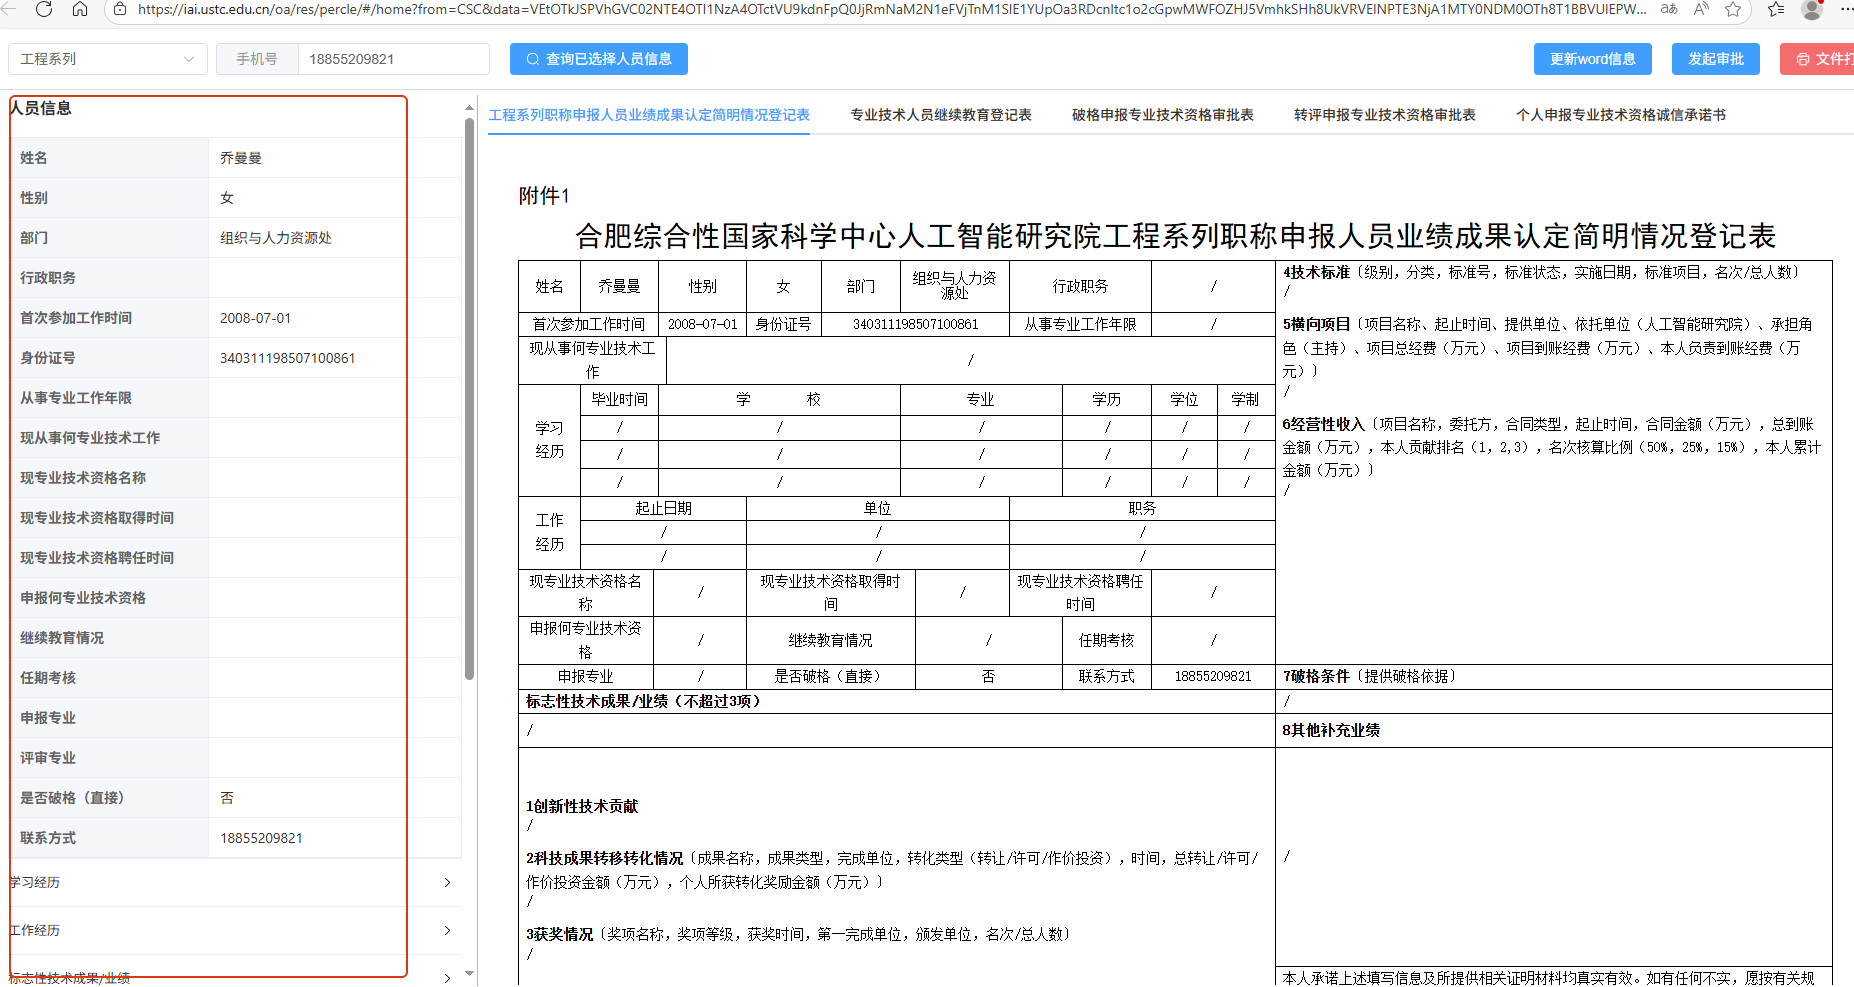 https://iai.ustc.edu.cn/oa/res/percle/#/home?from=CSC&data=
工程系列
手机号
18855209821
查询已选择人员信息
更新word信息
发起审批
文件打
人员信息
姓名 乔曼曼
性别 女
部门 组织与人力资源处
行政职务
首次参加工作时间 2008-07-01
身份证号 340311198507100861
从事专业工作年限
现从事何专业技术工作
现专业技术资格名称
现专业技术资格取得时间
现专业技术资格聘任时间
申报何专业技术资格
继续教育情况
任期考核
申报专业
评审专业
是否破格（直接） 否
联系方式 18855209821
学习经历
工作经历
标志性技术成果/业绩
工程系列职称申报人员业绩成果认定简明情况登记表
专业技术人员继续教育登记表
破格申报专业技术资格审批表
转评申报专业技术资格审批表
个人申报专业技术资格诚信承诺书
附件1
合肥综合性国家科学中心人工智能研究院工程系列职称申报人员业绩成果认定简明情况登记表
姓名 乔曼曼 性别 女 部门 组织与人力资
源处 行政职务 /
首次参加工作时间 2008-07-01 身份证号 340311198507100861 从事专业工作年限 /
现从事何专业技术工
作 /
学习
经历
毕业时间 学 校 专业 学历 学位 学制
/ / / / / /
/ / / / / /
/ / / / / /
工作
经历
起止日期 单位 职务
/ / /
/ / /
现专业技术资格名
称 / 现专业技术资格取得时
间 / 现专业技术资格聘任
时间 /
申报何专业技术资
格 / 继续教育情况 / 任期考核 /
申报专业 / 是否破格（直接） 否 联系方式 18855209821
标志性技术成果/业绩（不超过3项）
/
1创新性技术贡献
/
2科技成果转移转化情况〔成果名称，成果类型，完成单位，转化类型（转让/许可/作价投资），时间，总转让/许可/
作价投资金额（万元），个人所获转化奖励金额（万元）〕
/
3获奖情况〔奖项名称，奖项等级，获奖时间，第一完成单位，颁发单位，名次/总人数〕
/
4技术标准〔级别，分类，标准号，标准状态，实施日期，标准项目，名次/总人数〕
/
5横向项目〔项目名称、起止时间、提供单位、依托单位（人工智能研究院）、承担角
色（主持）、项目总经费（万元）、项目到账经费（万元）、本人负责到账经费（万
元）〕
/
6经营性收入〔项目名称，委托方，合同类型，起止时间，合同金额（万元），总到账
金额（万元），本人贡献排名（1，2,3），名次核算比例（50%，25%，15%），本人累计
金额（万元）〕
/
7破格条件〔提供破格依据〕
/
8其他补充业绩
/
本人承诺上述填写信息及所提供相关证明材料均真实有效。如有任何不实，愿按有关规